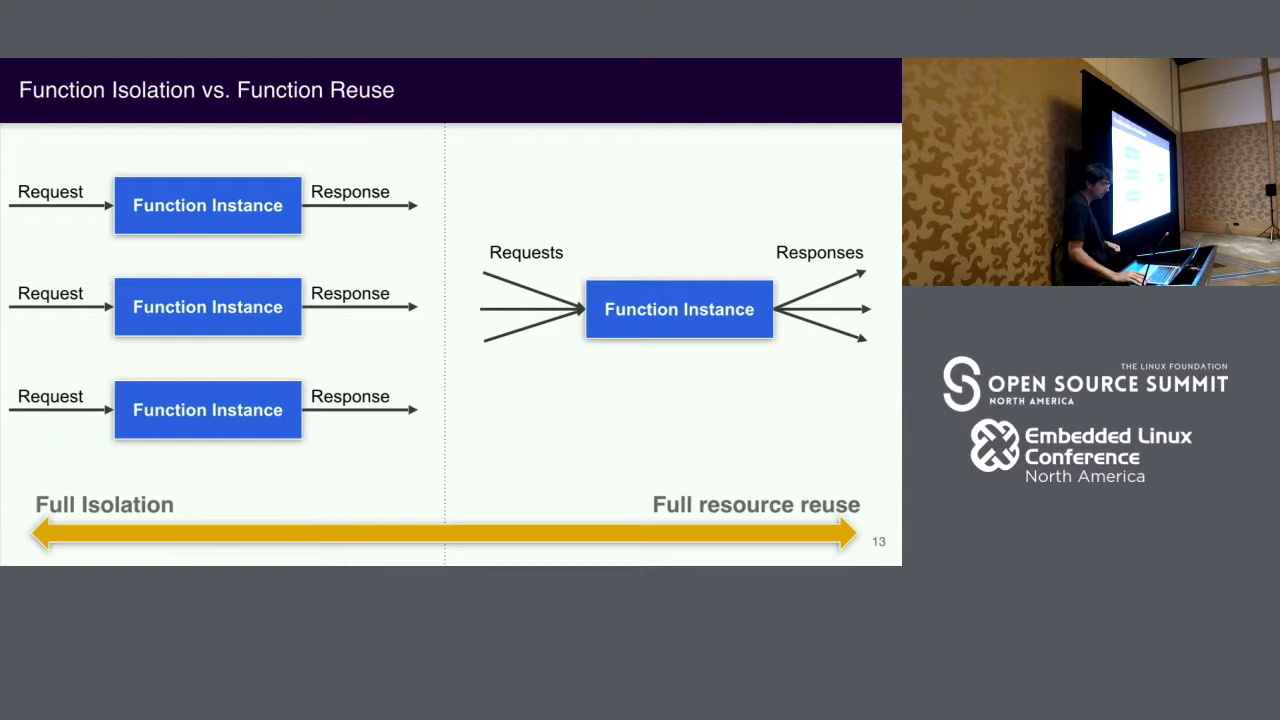 Function Isolation vs. Function Reuse
Request
Function Instance
Response
Request
Function Instance
Response
Request
Function Instance
Response
Requests
Function Instance
Responses
Full Isolation
Full resource reuse
13
THE LINUX FOUNDATION
OPEN SOURCE SUMMIT
NORTH AMERICA
Embedded Linux
Conference
North America